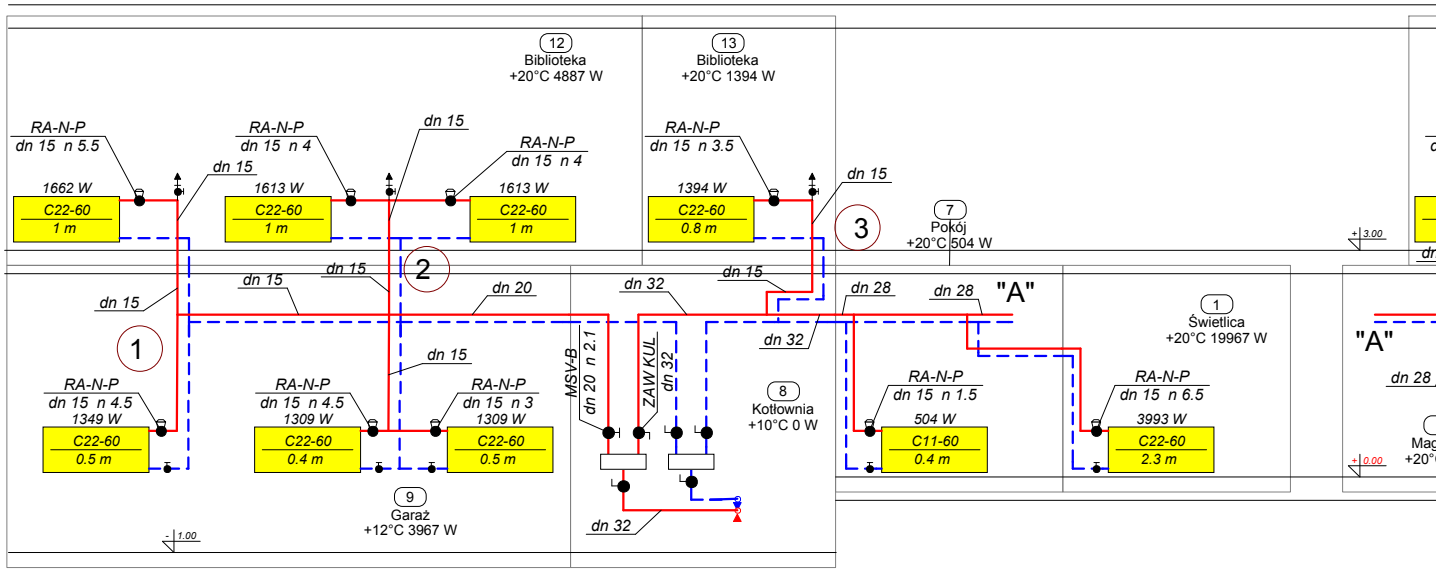 12
Biblioteka
+20°C 4887 W
13
Biblioteka
+20°C 1394 W
RA-N-P
dn 15 n 5.5
RA-N-P
dn 15 n 4
dn 15
RA-N-P
dn 15 n 4
RA-N-P
dn 15 n 3.5
d
dn 15
dn 15
1662 W
C22-60
1 m
1613 W
C22-60
1 m
1613 W
C22-60
1 m
1394 W
C22-60
0.8 m
3
7
Pokój
+20°C 504 W
+ 3.00
dn
2
dn 15
dn 15
dn 15
dn 20
dn 32
dn 15
dn 28
dn 28
"A"
1
Świetlica
+20°C 19967 W
"A"
1
dn 32
MSV-B
dn 20 n 2.1
ZAW KUL
dn 32
dn 15
RA-N-P
dn 15 n 4.5
1349 W
C22-60
0.5 m
RA-N-P
dn 15 n 4.5
1309 W
C22-60
0.4 m
RA-N-P
dn 15 n 3
1309 W
C22-60
0.5 m
8
Kotłownia
+10°C 0 W
RA-N-P
dn 15 n 1.5
504 W
C11-60
0.4 m
RA-N-P
dn 15 n 6.5
3993 W
C22-60
2.3 m
dn 28
Mag
+20°
+ 0.00
9
Garaż
+12°C 3967 W
dn 32
- 1.00